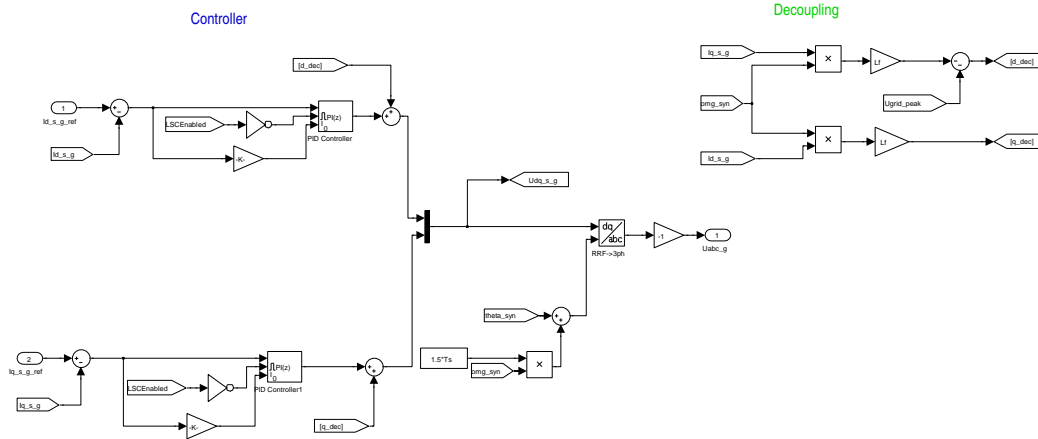 Controller
Decoupling
[d_dec]
Iq_s_g
×
Lf
[d_dec]
Ugrid_peak
omg_syn
Id_s_g
×
Lf
[q_dec]
1
Id_s_g_ref
Id_s_g
LSCEnabled
PI(z)
I
0
PID Controller
-K-
Udq_s_g
dq
abc
RRF->3ph
-1
1
Uabc_g
theta_syn
1.5*Ts
omg_syn
×
2
Iq_s_g_ref
Iq_s_g
LSCEnabled
PI(z)
I
0
PID Controller1
-K-
[q_dec]